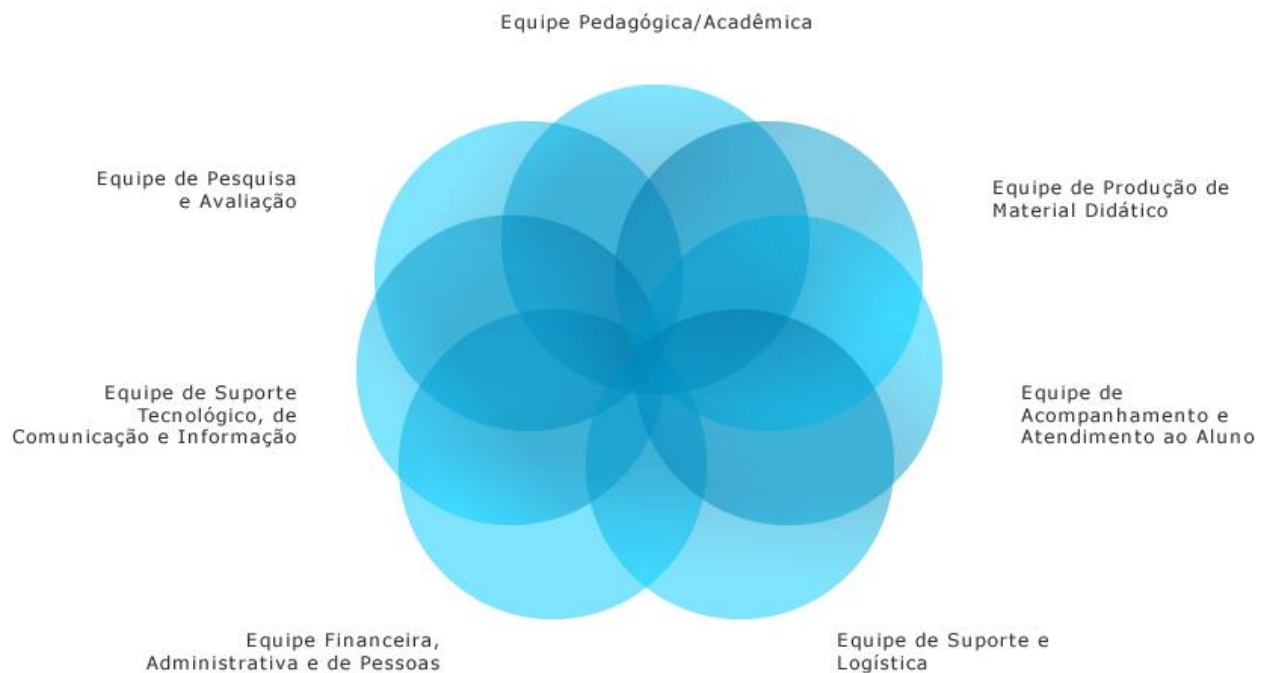 Equipe Pedagógica/Acadêmica
Equipe de Pesquisa
e Avaliação
Equipe de Produção de
Material Didático
Equipe de Suporte
Tecnológico, de
Comunicação e Informação
Equipe de
Acompanhamento e
Atendimento ao Aluno
Equipe Financeira,
Administrativa e de Pessoas
Equipe de Suporte e
Logística